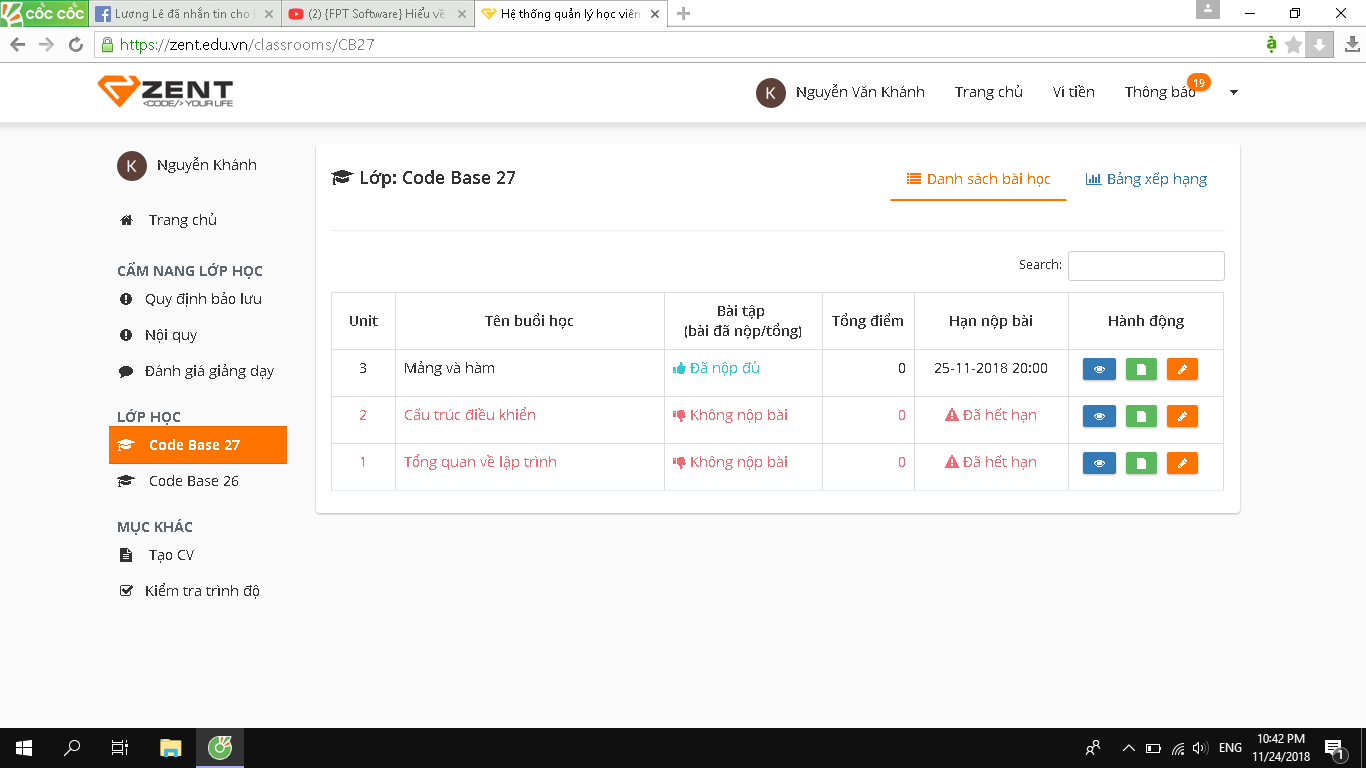 cốc cốc
Lương Lê đã nhắn tin cho
(2) {FPT Software} Hiểu về
Hệ thống quản lý học viên
https://zent.edu.vn/classrooms/CB27
ZENT
<CODE/> YOUR LIFE
K Nguyễn Văn Khánh Trang chủ Ví tiền Thông báo 19
K Nguyễn Khánh
Trang chủ
CẨM NANG LỚP HỌC
Quy định bảo lưu
Nội quy
Đánh giá giảng dạy
LỚP HỌC
Code Base 27
Code Base 26
MỤC KHÁC
Tạo CV
Kiểm tra trình độ
Lớp: Code Base 27
Danh sách bài học Bảng xếp hạng
Search:
Unit Tên buổi học Bài tập (bài đã nộp/tổng) Tổng điểm Hạn nộp bài Hành động
3 Mảng và hàm Đã nộp đủ 0 25-11-2018 20:00
2 Cấu trúc điều khiển Không nộp bài 0 Đã hết hạn
1 Tổng quan về lập trình Không nộp bài 0 Đã hết hạn
ENG
10:42 PM
11/24/2018
1